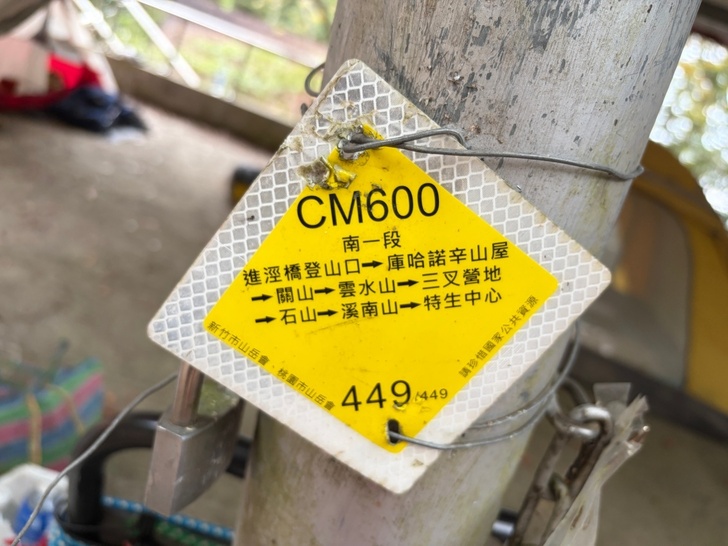 CM600
南一段
進涇橋登山口➡庫哈諾辛山屋
➡關山➡雲水山➡三叉營地
➡石山➡溪南山➡特生中心
新竹市山岳會、桃園市山岳會
449/449
請珍惜國家公共資源